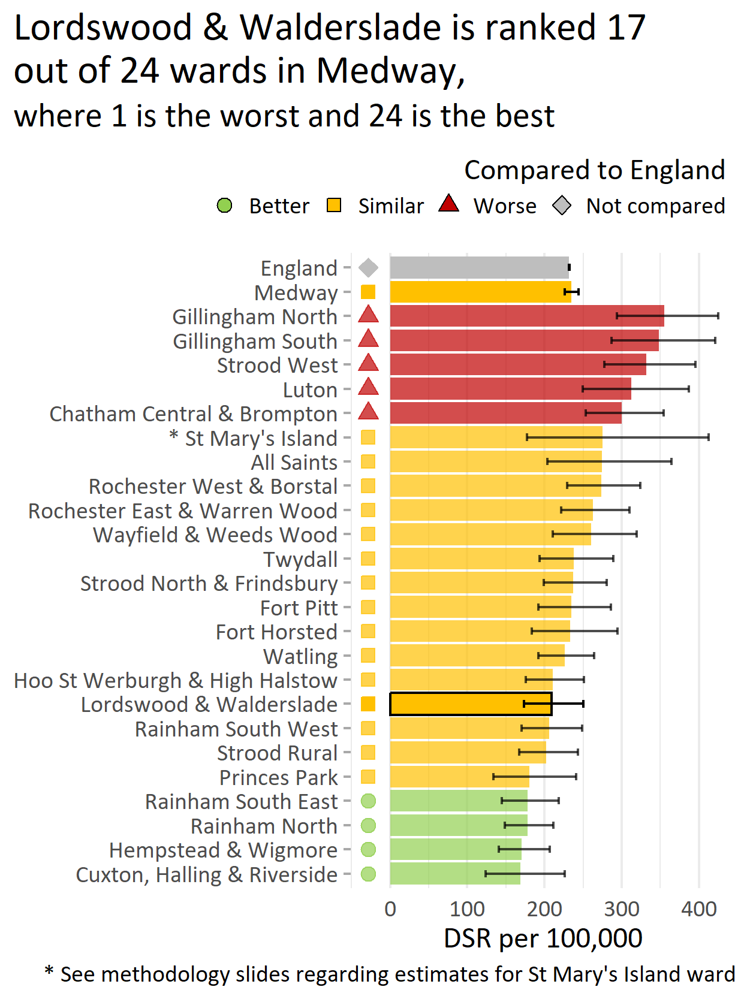 Lordswood & Walderslade is ranked 17
out of 24 wards in Medway,
where 1 is the worst and 24 is the best
Compared to England
Better Similar Worse Not compared
England
Medway
Gillingham North
Gillingham South
Strood West
Luton
Chatham Central & Brompton
* St Mary's Island
All Saints
Rochester West & Borstal
Rochester East & Warren Wood
Wayfield & Weeds Wood
Twydall
Strood North & Frindsbury
Fort Pitt
Fort Horsted
Watling
Hoo St Werburgh & High Halstow
Lordswood & Walderslade
Rainham South West
Strood Rural
Princes Park
Rainham South East
Rainham North
Hempstead & Wigmore
Cuxton, Halling & Riverside
0 100 200 300 400
DSR per 100,000
* See methodology slides regarding estimates for St Mary's Island ward